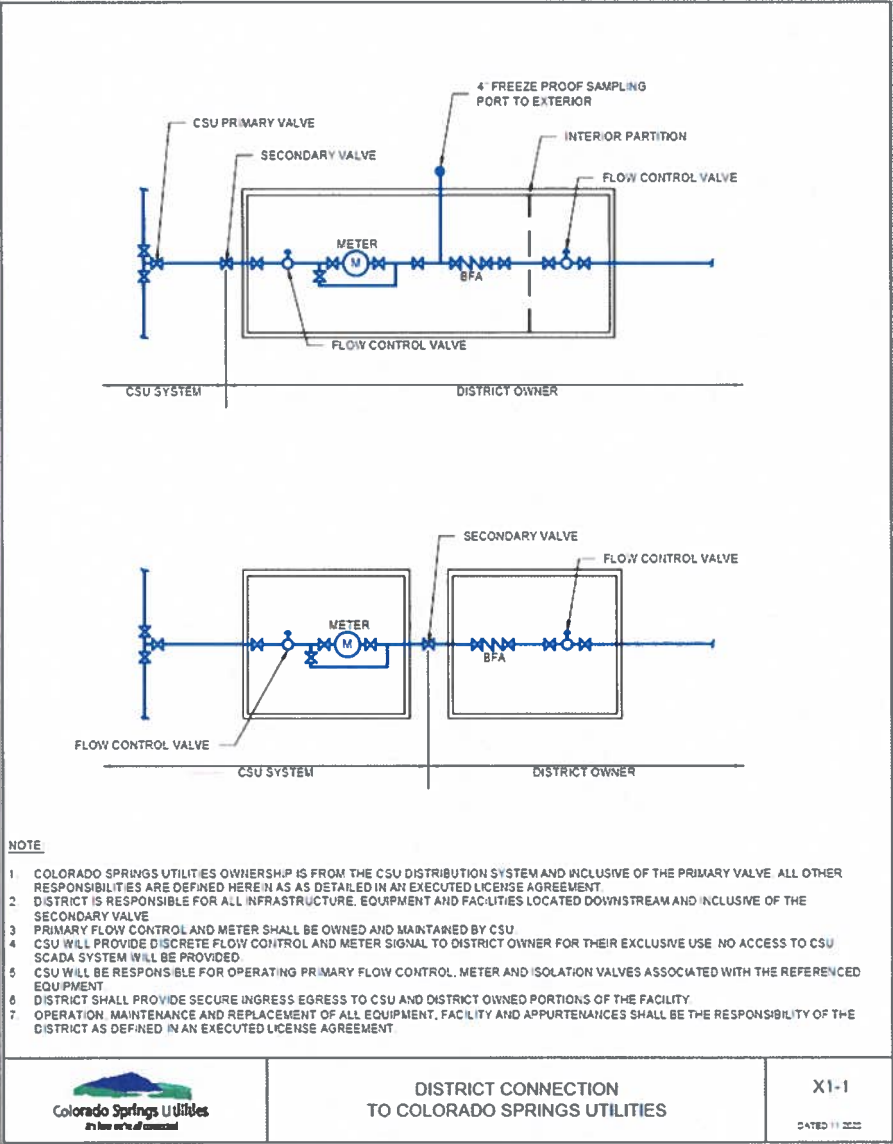 4" FREEZE PROOF SAMPLING
PORT TO EXTERIOR
CSU PRIMARY VALVE
INTERIOR PARTITION
SECONDARY VALVE
FLOW CONTROL VALVE
METER
M
BFA
FLOW CONTROL VALVE
CSU SYSTEM
DISTRICT OWNER
SECONDARY VALVE
FLOW CONTROL VALVE
METER
M
BFA
FLOW CONTROL VALVE
CSU SYSTEM
DISTRICT OWNER
NOTE:
1. COLORADO SPRINGS UTILITIES OWNERSHIP IS FROM THE CSU DISTRIBUTION SYSTEM AND INCLUSIVE OF THE PRIMARY VALVE. ALL OTHER
RESPONSIBILITIES ARE DEFINED HEREIN AS AS DETAILED IN AN EXECUTED LICENSE AGREEMENT.
2. DISTRICT IS RESPONSIBLE FOR ALL INFRASTRUCTURE, EQUIPMENT AND FACILITIES LOCATED DOWNSTREAM AND INCLUSIVE OF THE
SECONDARY VALVE
3. PRIMARY FLOW CONTROL AND METER SHALL BE OWNED AND MAINTAINED BY CSU.
4. CSU WILL PROVIDE DISCRETE FLOW CONTROL AND METER SIGNAL TO DISTRICT OWNER FOR THEIR EXCLUSIVE USE. NO ACCESS TO CSU
SCADA SYSTEM WILL BE PROVIDED.
5. CSU WILL BE RESPONSIBLE FOR OPERATING PRIMARY FLOW CONTROL, METER AND ISOLATION VALVES ASSOCIATED WITH THE REFERENCED
EQUIPMENT.
6. DISTRICT SHALL PROVIDE SECURE INGRESS EGRESS TO CSU AND DISTRICT OWNED PORTIONS OF THE FACILITY.
7. OPERATION, MAINTENANCE AND REPLACEMENT OF ALL EQUIPMENT, FACILITY AND APPURTENANCES SHALL BE THE RESPONSIBILITY OF THE
DISTRICT AS DEFINED IN AN EXECUTED LICENSE AGREEMENT.
Colorado Springs Utilities
It's how we're all connected
DISTRICT CONNECTION
TO COLORADO SPRINGS UTILITIES
X1-1
DATED 11 2020